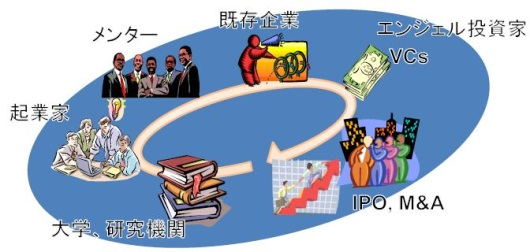 既存企業
エンジェル投資家
VCs
メンター
起業家
大学、研究機関
IPO, M&A